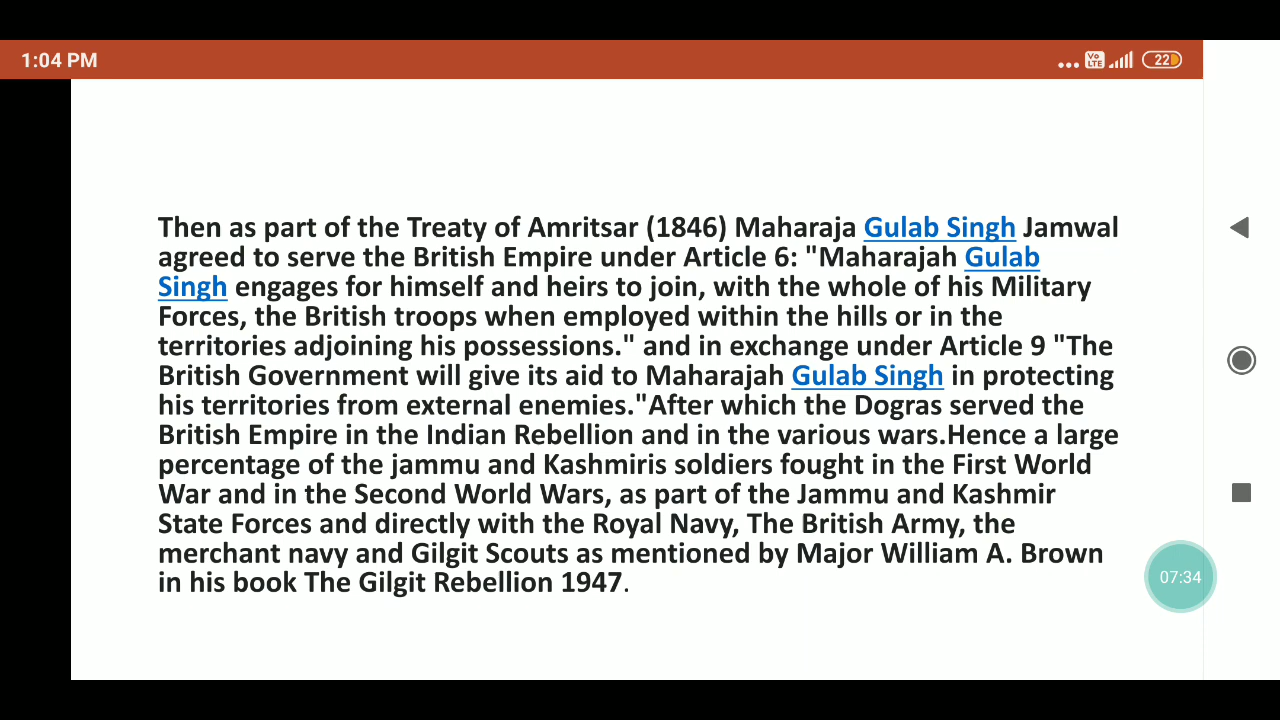 1:04 PM
Vo LTE
22
Then as part of the Treaty of Amritsar (1846) Maharaja Gulab Singh Jamwal
agreed to serve the British Empire under Article 6: "Maharajah Gulab
Singh engages for himself and heirs to join, with the whole of his Military
Forces, the British troops when employed within the hills or in the
territories adjoining his possessions." and in exchange under Article 9 "The
British Government will give its aid to Maharajah Gulab Singh in protecting
his territories from external enemies."After which the Dogras served the
British Empire in the Indian Rebellion and in the various wars.Hence a large
percentage of the jammu and Kashmiris soldiers fought in the First World
War and in the Second World Wars, as part of the Jammu and Kashmir
State Forces and directly with the Royal Navy, The British Army, the
merchant navy and Gilgit Scouts as mentioned by Major William A. Brown
in his book The Gilgit Rebellion 1947.
07:34